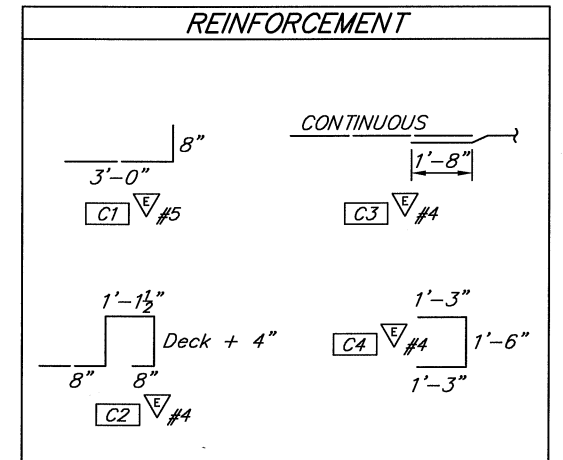 REINFORCEMENT
8"
3'-0"
C1 E #5
CONTINUOUS
1'-8"
C3 E #4
1'-1½"
Deck + 4"
8" 8"
C2 E #4
1'-3"
C4 E #4 1'-6"
1'-3"